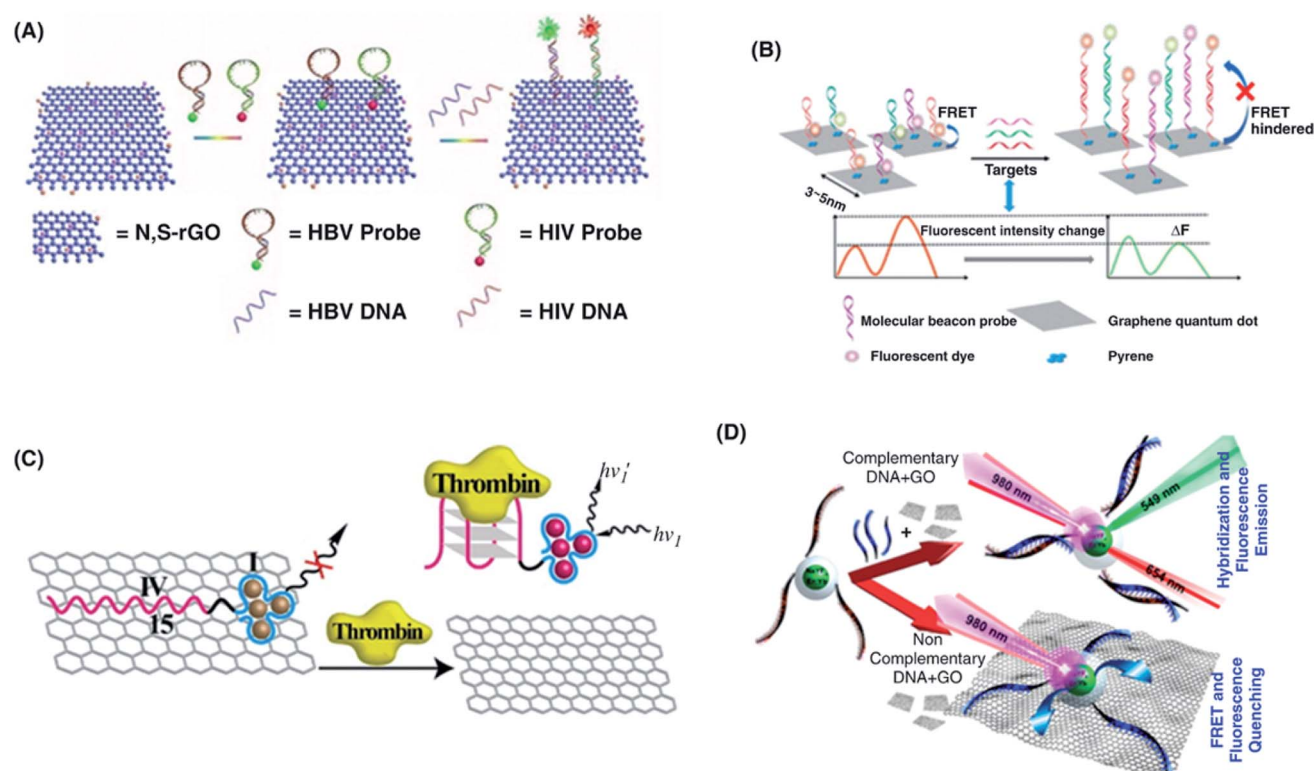 (A)
= N,S-rGO
= HBV Probe
= HIV Probe
= HBV DNA
= HIV DNA
(B)
FRET
Targets
FRET
hindered
3~5nm
Fluorescent intensity change
ΔF
Molecular beacon probe
Graphene quantum dot
Fluorescent dye
Pyrene
(C)
Thrombin
hν1′
hν1
I
IV
15
Thrombin
(D)
Complementary
DNA+GO
+
980 nm
549 nm
654 nm
Hybridization and
Fluorescence
Emission
Non
Complementary
DNA+GO
980 nm
FRET and
Fluorescence
Quenching